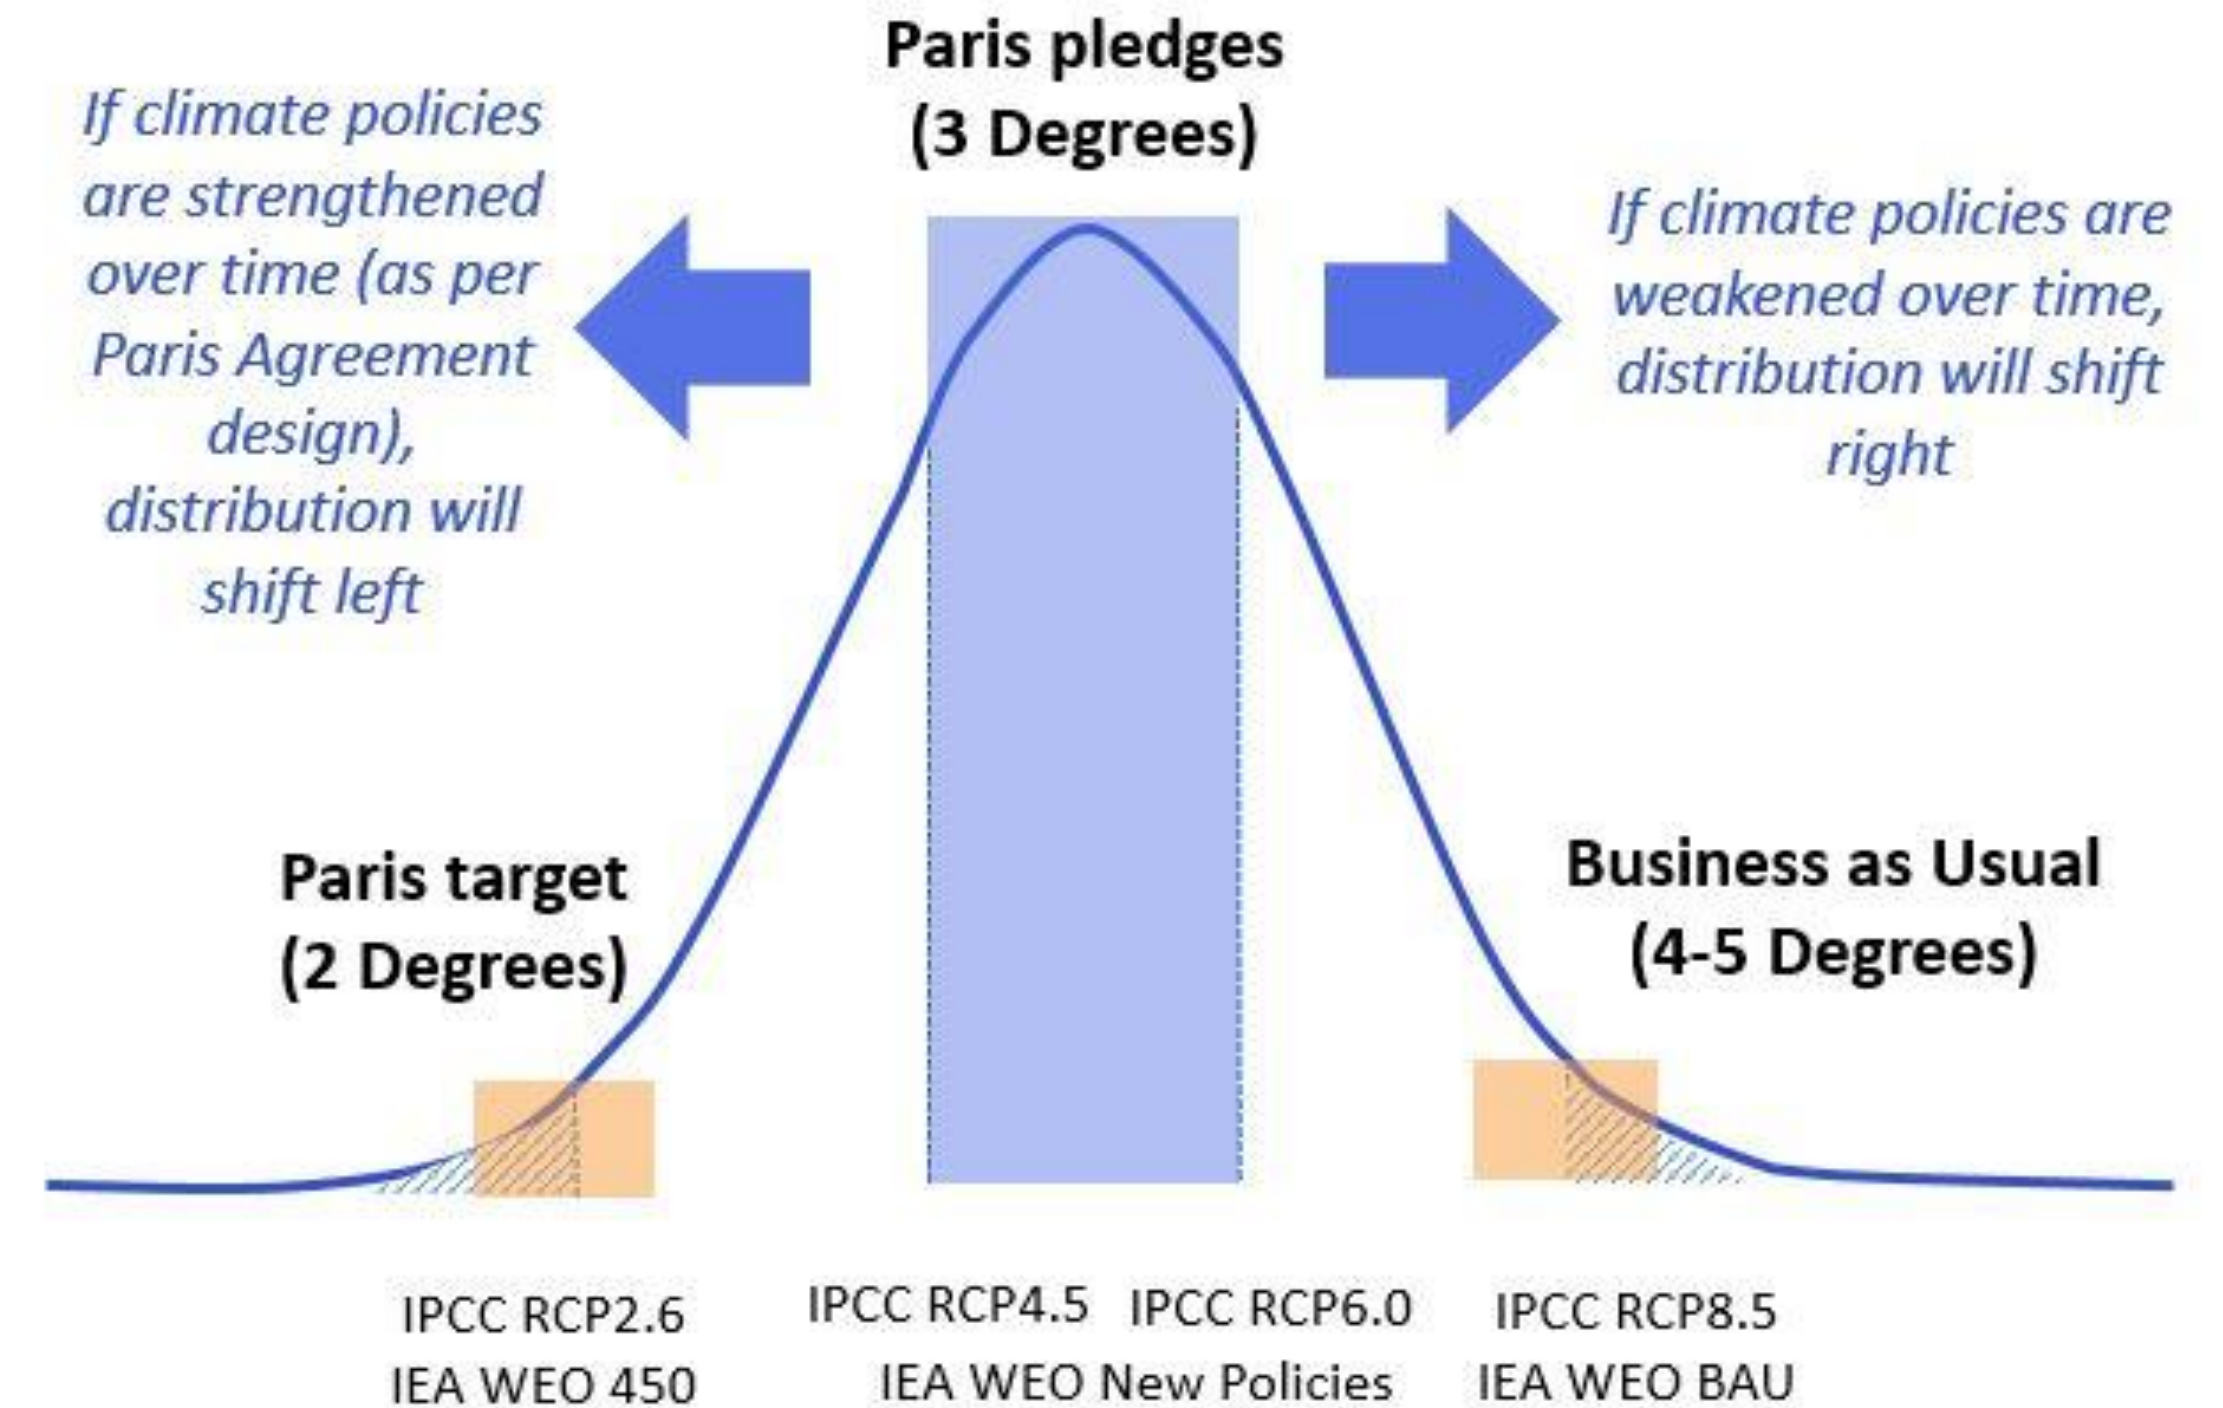 Paris pledges
(3 Degrees)
If climate policies
are strengthened
over time (as per
Paris Agreement
design),
distribution will
shift left
If climate policies are
weakened over time,
distribution will shift
right
Paris target
(2 Degrees)
Business as Usual
(4-5 Degrees)
IPCC RCP2.6
IEA WEO 450
IPCC RCP4.5 IPCC RCP6.0
IEA WEO New Policies
IPCC RCP8.5
IEA WEO BAU